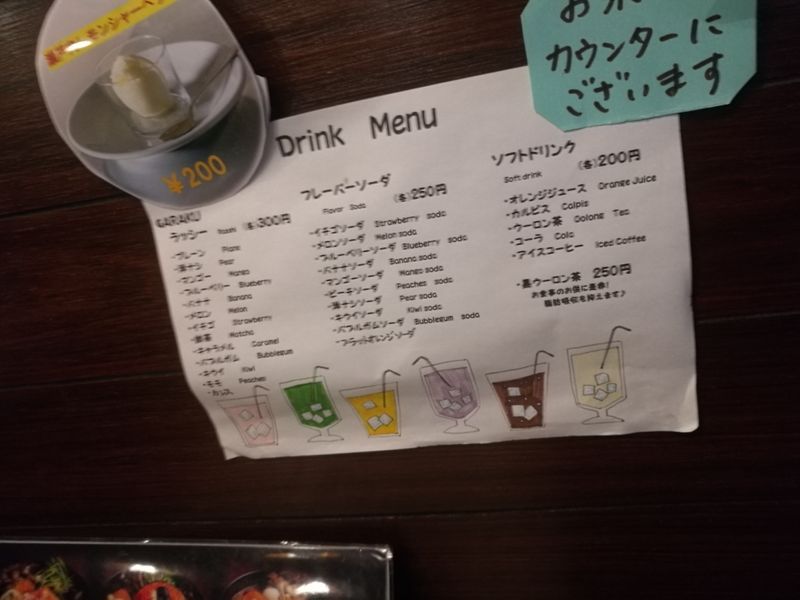 ¥200
お水
カウンターに
ございます
Drink Menu
GARAKU
ラッシー (各)300円
・プレーン Plane
・洋ナシ Pear
・マンゴー Mango
・ブルーベリー Blueberry
・バナナ Banana
・メロン Melon
・イチゴ Strawberry
・抹茶 Matcha
・キャラメル Caramel
・バブルガム Bubblegum
・キウイ Kiwi
・モモ Peaches
・カシス
フレーバーソーダ (各)250円
Flavor Soda
・イチゴソーダ Strawberry soda
・メロンソーダ Melon soda
・ブルーベリーソーダ Blueberry soda
・バナナソーダ Banana soda
・マンゴーソーダ Mango soda
・ピーチソーダ Peaches soda
・洋ナシソーダ Pear soda
・キウイソーダ Kiwi soda
・バブルガムソーダ Bubblegum soda
・ブラッドオレンジソーダ
ソフトドリンク (各)200円
Soft drink
・オレンジジュース Orange Juice
・カルピス Calpis
・ウーロン茶 Oolong Tea
・コーラ Cola
・アイスコーヒー Iced Coffee
・黒ウーロン茶 250円
お食事のお供に是非!
脂肪吸収を抑えます♪